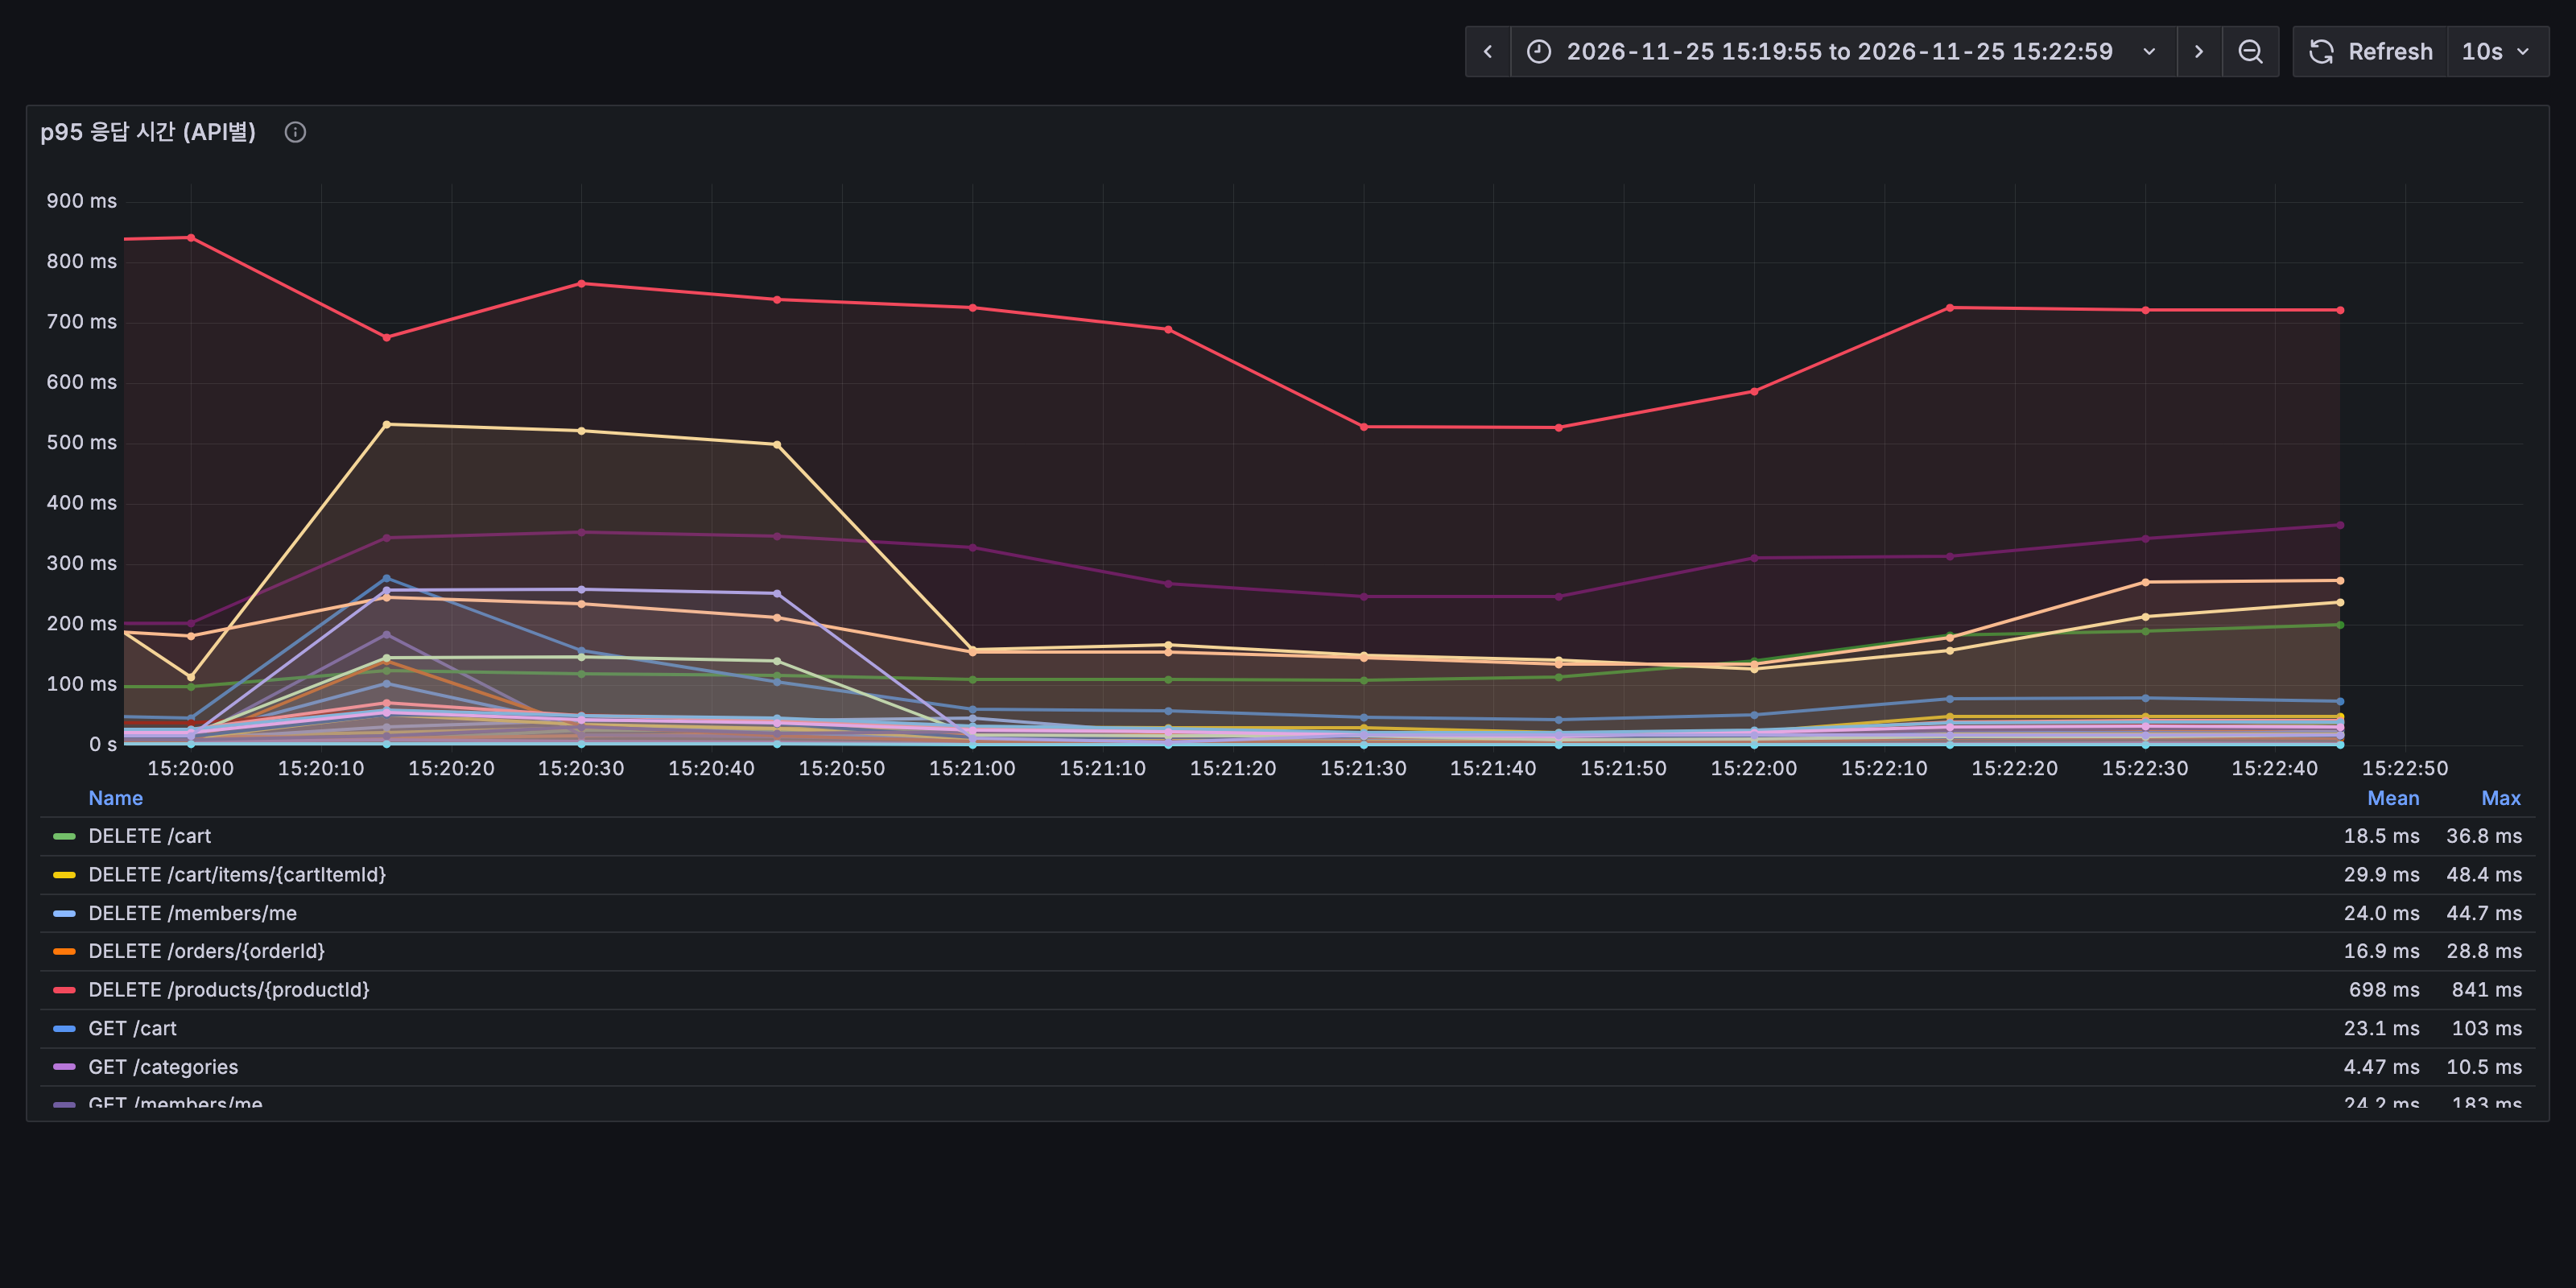 2026-11-25 15:19:55 to 2026-11-25 15:22:59 Refresh 10s
p95 응답 시간 (API별)
900 ms
800 ms
700 ms
600 ms
500 ms
400 ms
300 ms
200 ms
100 ms
0 s
15:20:00 15:20:10 15:20:20 15:20:30 15:20:40 15:20:50 15:21:00 15:21:10 15:21:20 15:21:30 15:21:40 15:21:50 15:22:00 15:22:10 15:22:20 15:22:30 15:22:40 15:22:50
Name Mean Max
DELETE /cart 18.5 ms 36.8 ms
DELETE /cart/items/{cartItemId} 29.9 ms 48.4 ms
DELETE /members/me 24.0 ms 44.7 ms
DELETE /orders/{orderId} 16.9 ms 28.8 ms
DELETE /products/{productId} 698 ms 841 ms
GET /cart 23.1 ms 103 ms
GET /categories 4.47 ms 10.5 ms
GET /members/me 24.2 ms 183 ms